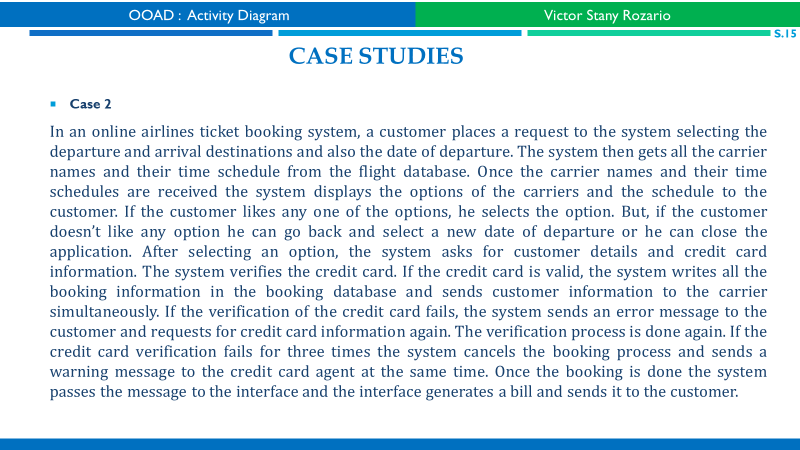 OOAD : Activity Diagram
Victor Stany Rozario
S.15
CASE STUDIES
Case 2
In an online airlines ticket booking system, a customer places a request to the system selecting the
departure and arrival destinations and also the date of departure. The system then gets all the carrier
names and their time schedule from the flight database. Once the carrier names and their time
schedules are received the system displays the options of the carriers and the schedule to the
customer. If the customer likes any one of the options, he selects the option. But, if the customer
doesn’t like any option he can go back and select a new date of departure or he can close the
application. After selecting an option, the system asks for customer details and credit card
information. The system verifies the credit card. If the credit card is valid, the system writes all the
booking information in the booking database and sends customer information to the carrier
simultaneously. If the verification of the credit card fails, the system sends an error message to the
customer and requests for credit card information again. The verification process is done again. If the
credit card verification fails for three times the system cancels the booking process and sends a
warning message to the credit card agent at the same time. Once the booking is done the system
passes the message to the interface and the interface generates a bill and sends it to the customer.